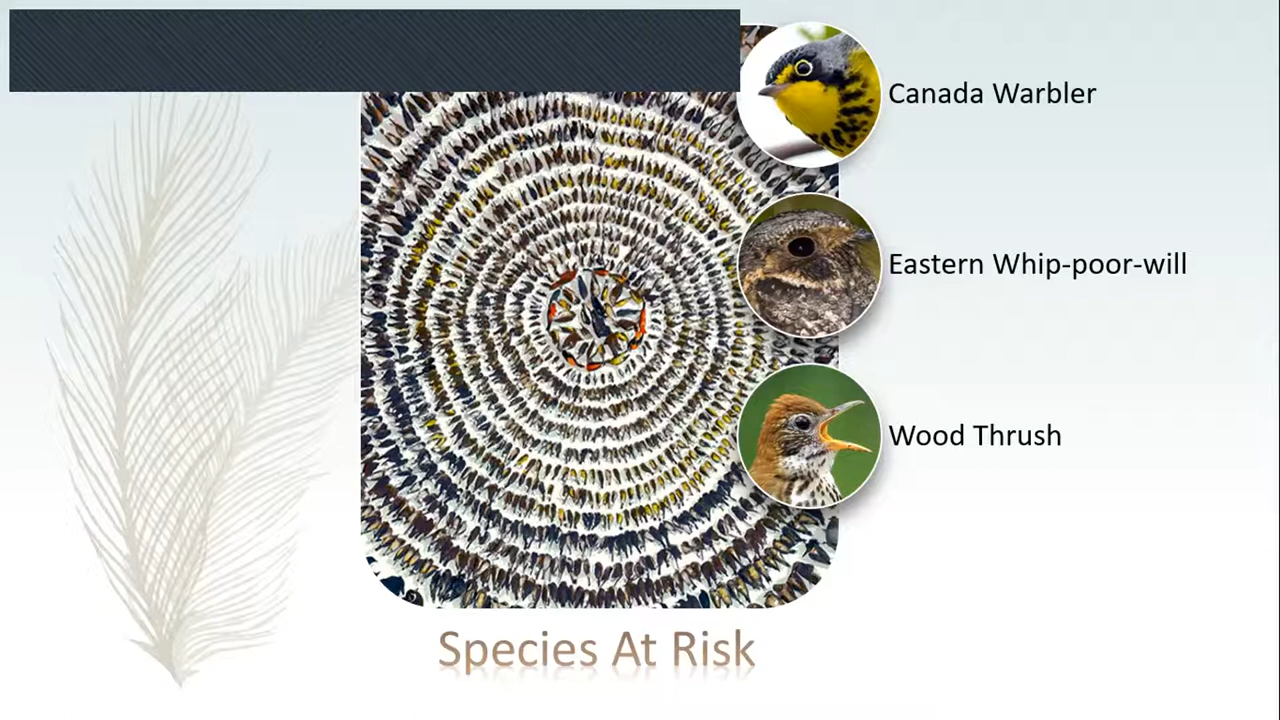 Canada Warbler
Eastern Whip-poor-will
Wood Thrush
Species At Risk